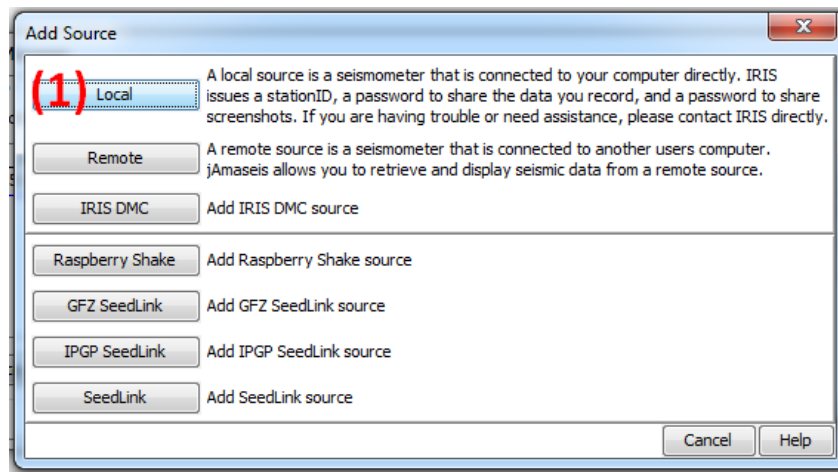 Add Source
(1) Local
A local source is a seismometer that is connected to your computer directly. IRIS
issues a stationID, a password to share the data you record, and a password to share
screenshots. If you are having trouble or need assistance, please contact IRIS directly.
Remote
A remote source is a seismometer that is connected to another users computer.
jAmaseis allows you to retrieve and display seismic data from a remote source.
IRIS DMC Add IRIS DMC source
Raspberry Shake Add Raspberry Shake source
GFZ SeedLink Add GFZ SeedLink source
IPGP SeedLink Add IPGP SeedLink source
SeedLink Add SeedLink source
Cancel Help